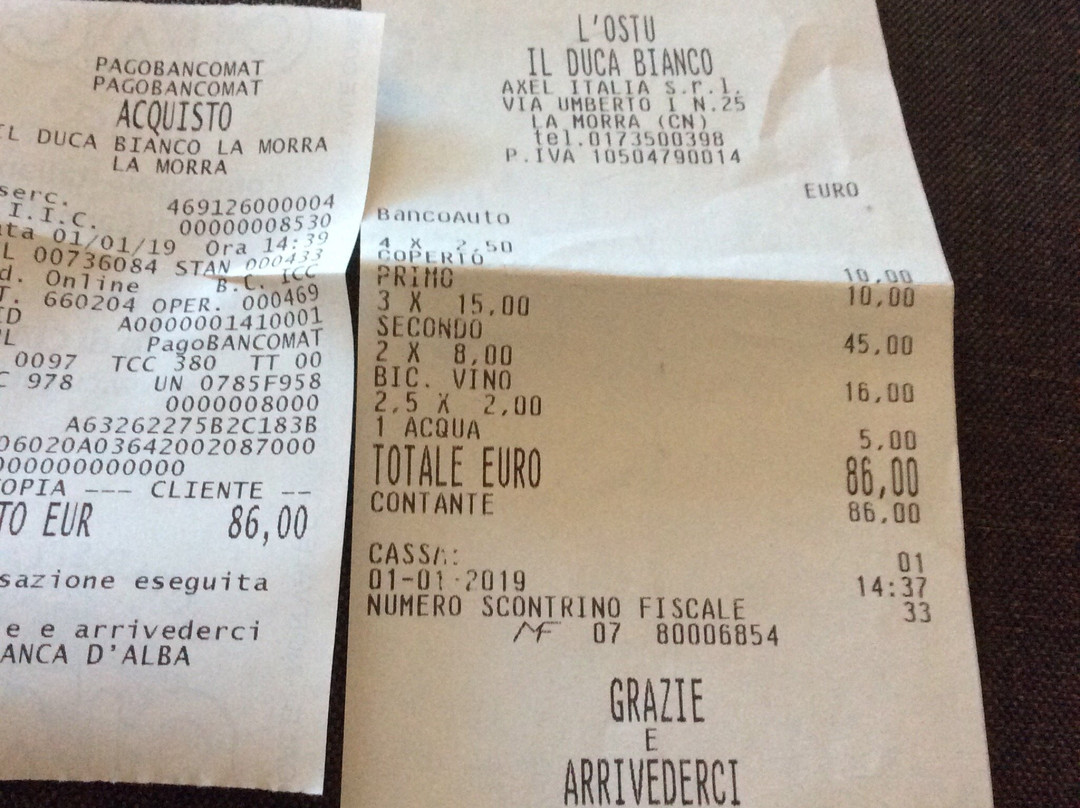 PAGOBANCOMAT
PAGOBANCOMAT
ACQUISTO
IL DUCA BIANCO LA MORRA
LA MORRA
serc. 469126000004
I.I.C. 00000008530
ata 01/01/19 Ora 14:39
L 00736084 STAN 000433
d. Online B.C. ICC
T. 660204 OPER. 000469
ID A0000001410001
L PagoBANCOMAT
0097 TCC 380 TT 00
C 978 UN 0785F958
0000008000
A63262275B2C183B
06020A03642002087000
000000000000
OPIA --- CLIENTE --
TO EUR 86,00
sazione eseguita
e e arrivederci
ANCA D'ALBA
L'OSTU
IL DUCA BIANCO
AXEL ITALIA S.r.l.
VIA UMBERTO I N.25
LA MORRA (CN)
tel.0173500398
P.IVA 10504790014
EURO
BancoAuto
4 X 2,50
COPERTO 10,00
PRIMO 10,00
3 X 15,00
SECONDO 45,00
2 X 8,00
BIC. VINO 16,00
2,5 X 2,00
1 ACQUA 5,00
TOTALE EURO 86,00
CONTANTE 86,00
CASSA: 01
01-01-2019 14:37
NUMERO SCONTRINO FISCALE 33
MF 07 80006854
GRAZIE
E
ARRIVEDERCI